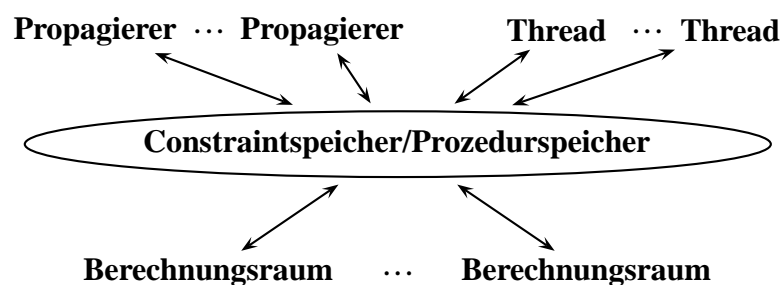 Propagierer ⋯ Propagierer Thread ⋯ Thread
Constraintspeicher/Prozedurspeicher
Berechnungsraum ⋯ Berechnungsraum